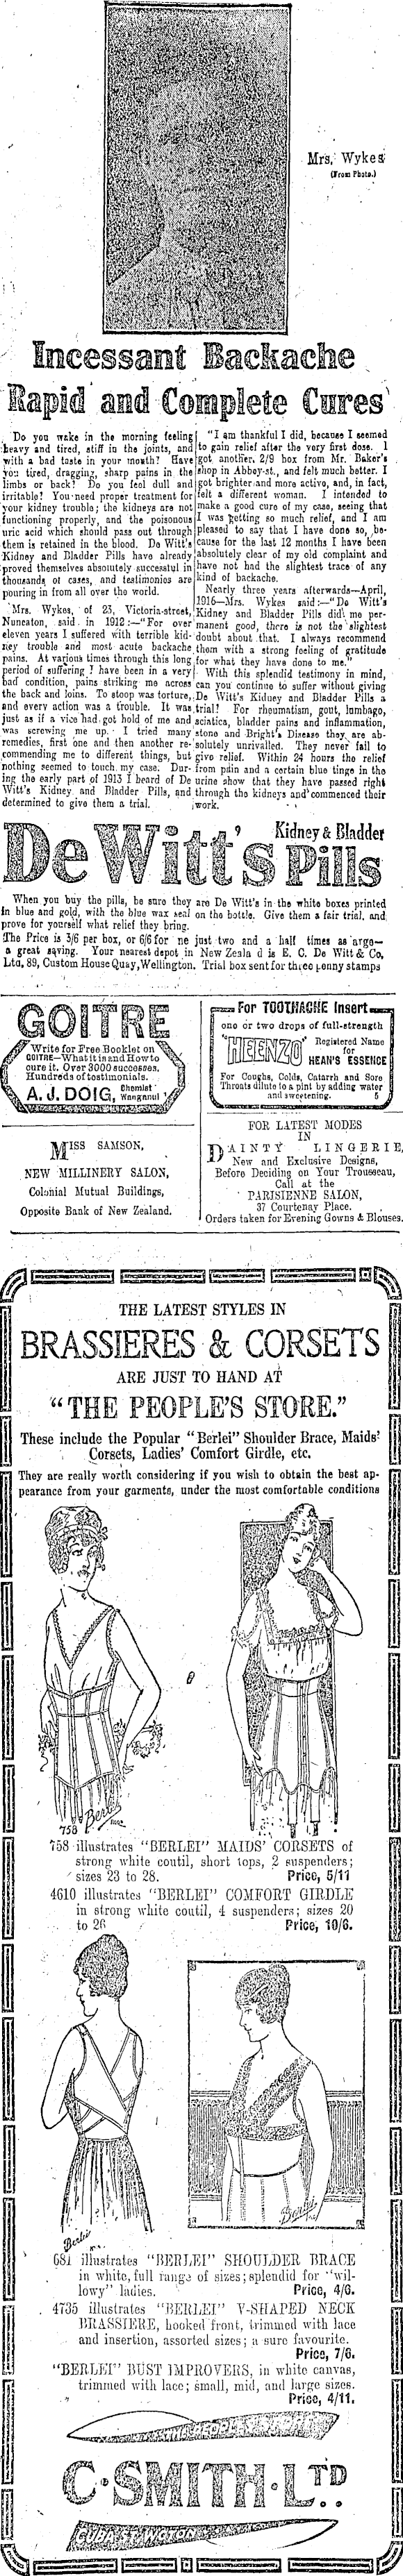 Mrs. Wykes
(From Photo.)
Incessant Backache
Rapid and Complete Cures
Do you wake in the morning feeling
heavy and tired, stiff in the joints, and
with a bad taste in your mouth? Have
you tired, dragging, sharp pains in the
limbs or back? Do you feel dull and
irritable? You need proper treatment for
your kidney trouble; the kidneys are not
functioning properly, and the poisonous
uric acid which should pass out through
them is retained in the blood. De Witt's
Kidney and Bladder Pills have already
proved themselves absolutely successful in
thousands of cases, and testimonies are
pouring in from all over the world.
Mrs. Wykes, of 23, Victoria-street,
Nuneaton, said in 1912:—"For over
eleven years I suffered with terrible kid-
ney trouble and most acute backache
pains. At various times through this long
period of suffering I have been in a very
bad condition, pains striking me across
the back and loins. To stoop was torture,
and every action was a trouble. It was
just as if a vice had got hold of me and
was screwing me up. I tried many
remedies, first one and then another re-
commending me to different things, but
nothing seemed to touch my case. Dur-
ing the early part of 1913 I heard of De
Witt's Kidney and Bladder Pills, and
determined to give them a trial.
"I am thankful I did, because I seemed
to gain relief after the very first dose. I
got another, 2/9 box from Mr. Baker's
shop in Abbey-st., and felt much better. I
got brighter and more active, and, in fact,
felt a different woman. I intended to
make a good cure of my case, seeing that
I was getting so much relief, and I am
pleased to say that I have done so, be-
cause for the last 12 months I have been
absolutely clear of my old complaint and
have not had the slightest trace of any
kind of backache.
Nearly three years afterwards—April,
1916—Mrs. Wykes said:—"De Witt's
Kidney and Bladder Pills did me per-
manent good, there is not the slightest
doubt about that. I always recommend
them with a strong feeling of gratitude
for what they have done to me."
With this splendid testimony in mind,
can you continue to suffer without giving
De Witt's Kidney and Bladder Pills a
trial? For rheumatism, gout, lumbago,
sciatica, bladder pains and inflammation,
stone and Bright's Disease they are ab-
solutely unrivalled. They never fail to
give relief. Within 24 hours the relief
from pain and a certain blue tinge in the
urine show that they have passed right
through the kidneys and commenced their
work.
De Witt's Kidney & Bladder
Pills
When you buy the pills, be sure they are De Witt's in the white boxes printed
in blue and gold, with the blue wax seal on the bottle. Give them a fair trial, and
prove for yourself what relief they bring.
The Price is 3/6 per box, or 6/6 for ne just two and a half times as arge—
a great saving. Your nearest depot in New Zeala d is E. C. De Witt & Co,
Ltd, 89, Custom House Quay, Wellington. Trial box sent for three penny stamps
GOITRE
Write for Free Booklet on
GOITRE—What it is and How to
cure it. Over 3000 successes.
Hundreds of testimonials.
A. J. DOIG, Chemist
Wanganui
For TOOTHACHE Insert
one or two drops of full-strength
"HEENZO" Registered Name
for
HEAN'S ESSENCE
For Coughs, Colds, Catarrh and Sore
Throats dilute to a pint by adding water
and sweetening. 5
MISS SAMSON,
NEW MILLINERY SALON,
Colonial Mutual Buildings,
Opposite Bank of New Zealand.
FOR LATEST MODES
IN
DAINTY LINGERIE,
New and Exclusive Designs,
Before Deciding on Your Trousseau,
Call at the
PARISIENNE SALON,
37 Courtenay Place.
Orders taken for Evening Gowns & Blouses.
THE LATEST STYLES IN
BRASSIERES & CORSETS
ARE JUST TO HAND AT
"THE PEOPLE'S STORE."
These include the Popular "Berlei" Shoulder Brace, Maids'
Corsets, Ladies' Comfort Girdle, etc.
They are really worth considering if you wish to obtain the best ap-
pearance from your garments, under the most comfortable conditions
758 Berlei
758 illustrates "BERLEI" MAIDS' CORSETS of
strong white coutil, short tops, 2 suspenders;
sizes 23 to 28. Price, 5/11
4610 illustrates "BERLEI" COMFORT GIRDLE
in strong white coutil, 4 suspenders; sizes 20
to 26 Price, 10/6.
Berlei
Berlei
681 illustrates "BERLEI" SHOULDER BRACE
in white, full range of sizes; splendid for "wil-
lowy" ladies. Price, 4/6.
4735 illustrates "BERLEI" V-SHAPED NECK
BRASSIERE, hooked front, trimmed with lace
and insertion, assorted sizes; a sure favourite.
Price, 7/6.
"BERLEI" BUST IMPROVERS, in white canvas,
trimmed with lace; small, mid, and large sizes.
Price, 4/11.
C. SMITH LTD.
CUBA ST.